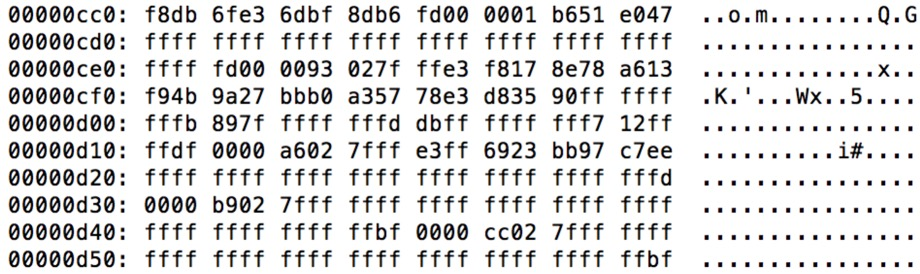 00000cc0: f8db 6fe3 6dbf 8db6 fd00 0001 b651 e047  ..o.m........Q.G
00000cd0: ffff ffff ffff ffff ffff ffff ffff ffff  ................
00000ce0: ffff fd00 0093 027f ffe3 f817 8e78 a613  .............x..
00000cf0: f94b 9a27 bbb0 a357 78e3 d835 90ff ffff  .K.'...Wx..5....
00000d00: fffb 897f ffff fffd dbff ffff fff7 12ff  ................
00000d10: ffdf 0000 a602 7fff e3ff 6923 bb97 c7ee  ..........i#....
00000d20: ffff ffff ffff ffff ffff ffff ffff fffd  ................
00000d30: 0000 b902 7fff ffff ffff ffff ffff ffff  ................
00000d40: ffff ffff ffff ffbf 0000 cc02 7fff ffff  ................
00000d50: ffff ffff ffff ffff ffff ffff ffff ffbf  ................